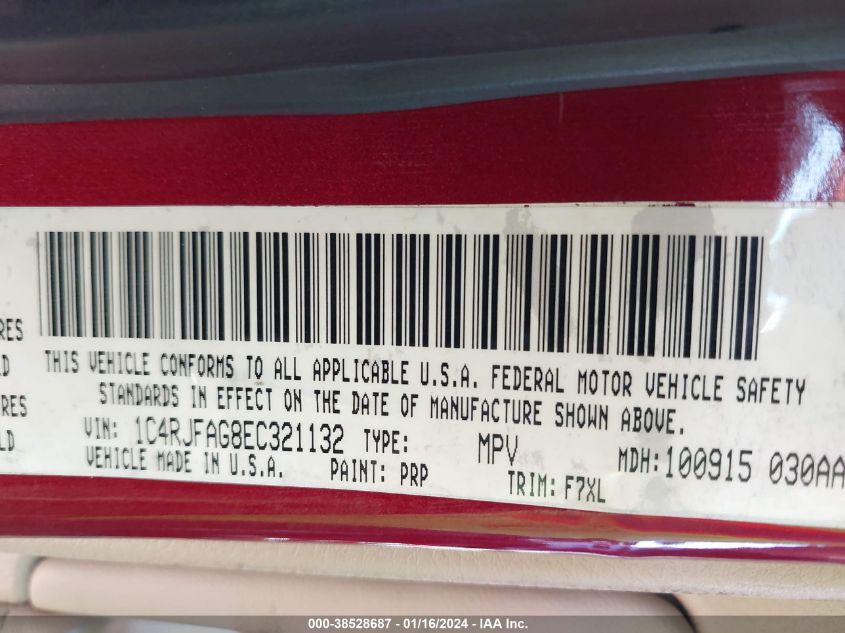 RES
LD
RES
LD
THIS VEHICLE CONFORMS TO ALL APPLICABLE U.S.A. FEDERAL MOTOR VEHICLE SAFETY
STANDARDS IN EFFECT ON THE DATE OF MANUFACTURE SHOWN ABOVE.
VIN: 1C4RJFAG8EC321132 TYPE: MPV MDH:100915 030AA
VEHICLE MADE IN U.S.A. PAINT: PRP TRIM: F7XL
000-38528687 - 01/16/2024 - IAA Inc.